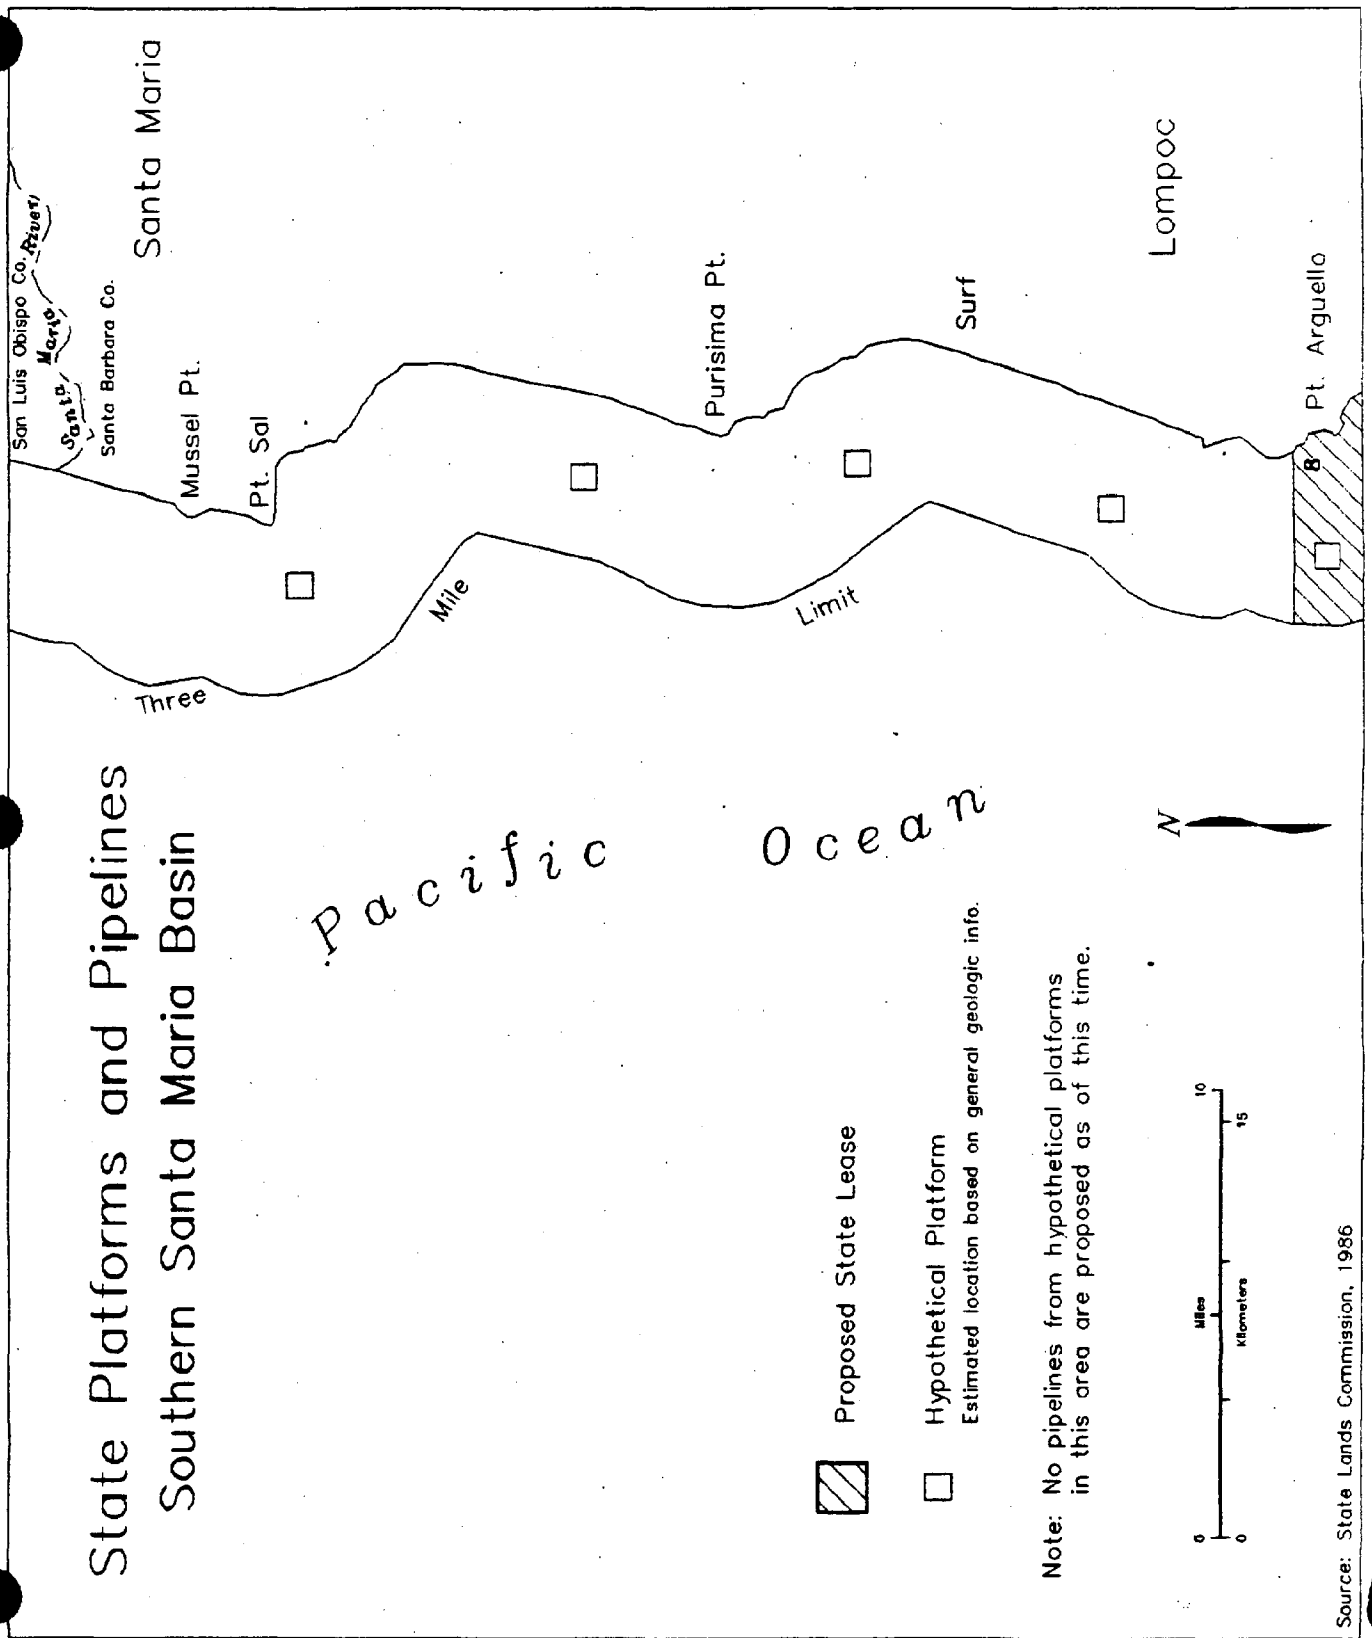 State Platforms and Pipelines
Southern Santa Maria Basin
San Luis Obispo Co.
Santa Maria River
Santa Barbara Co.
Santa Maria
Mussel Pt.
Pt. Sal
Three Mile Limit
Pacific Ocean
Purisima Pt.
Surf
Lompoc
Pt. Arguello
8
N
Proposed State Lease
Hypothetical Platform
Estimated location based on general geologic info.
Note: No pipelines from hypothetical platforms
in this area are proposed as of this time.
0 10
Miles
Kilometers
0 15
Source: State Lands Commission, 1986